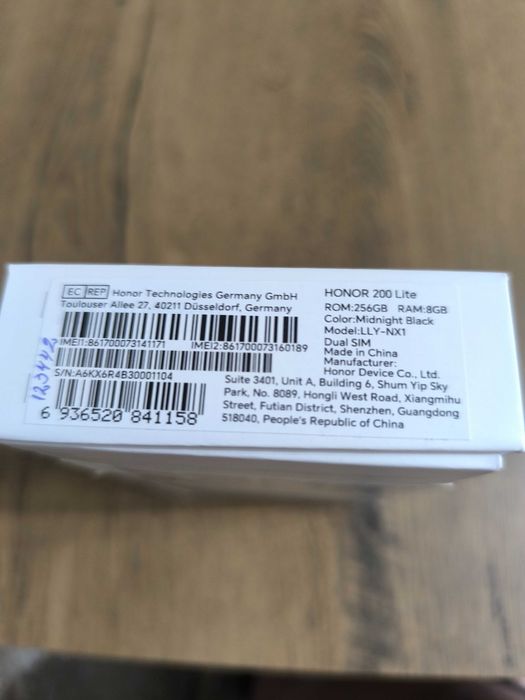 EC REP Honor Technologies Germany GmbH
Toulouser Allee 27, 40211 Düsseldorf, Germany
IMEI1:861700073141171 IMEI2:861700073160189
S/N:A6KX6R4B30001104
6 936520 841158
HONOR 200 Lite
ROM:256GB RAM:8GB
Color:Midnight Black
Model:LLY-NX1
Dual SIM
Made in China
Manufacturer:
Honor Device Co., Ltd.
Suite 3401, Unit A, Building 6, Shum Yip Sky
Park, No. 8089, Hongli West Road, Xiangmihu
Street, Futian District, Shenzhen, Guangdong
518040, People's Republic of China